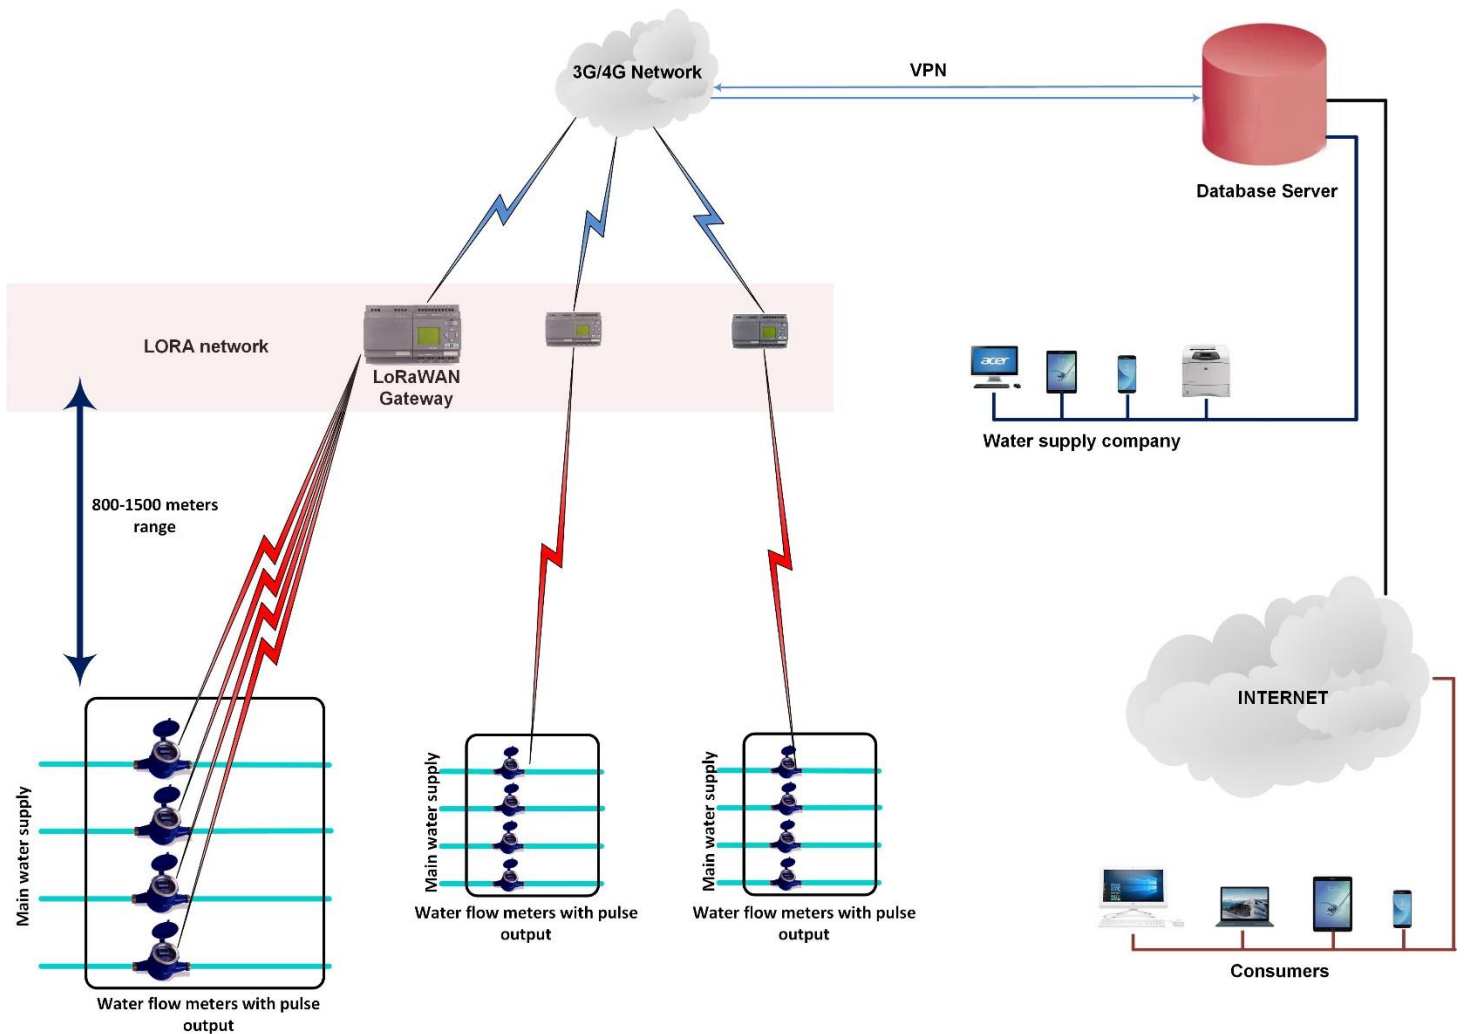 3G/4G Network
VPN
Database Server
LORA network
LoRaWAN
Gateway
acer
Water supply company
800-1500 meters
range
INTERNET
Main water supply
Main water supply
Main water supply
Water flow meters with pulse
output
Water flow meters with pulse
output
Water flow meters with pulse
output
Consumers